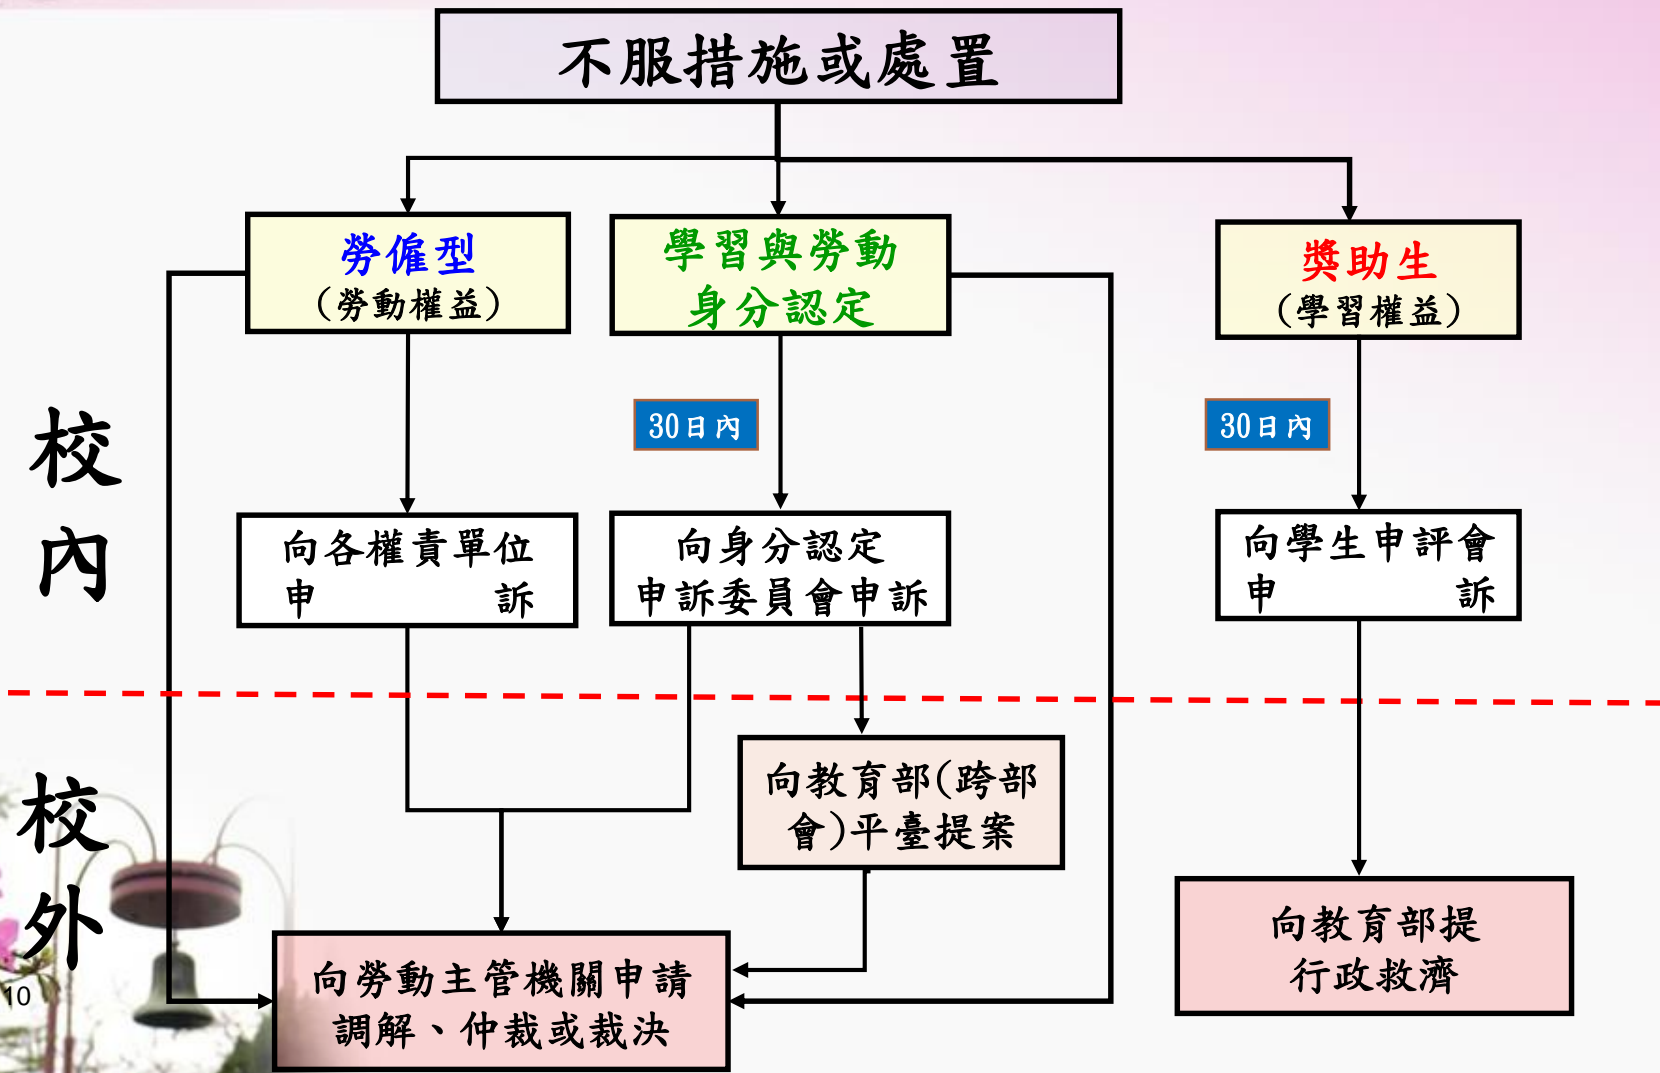 不服措施或處置
勞僱型
(勞動權益)
學習與勞動
身分認定
獎助生
(學習權益)
30日內
30日內
校
內
向各權責單位
申 訴
向身分認定
申訴委員會申訴
向學生申評會
申 訴
向教育部(跨部
會)平臺提案
校
外
向勞動主管機關申請
調解、仲裁或裁決
向教育部提
行政救濟
10